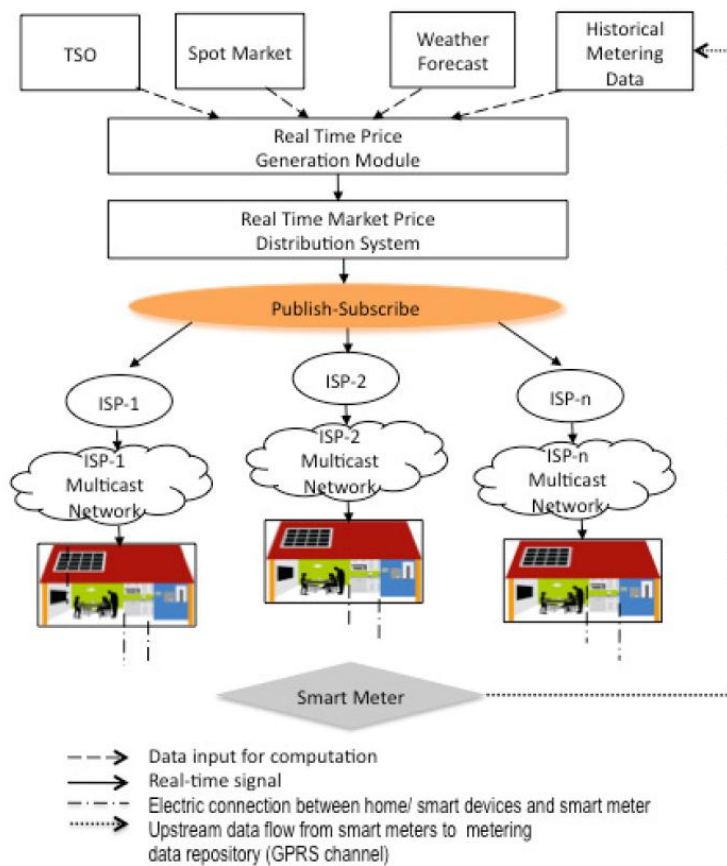 TSO
Spot Market
Weather
Forecast
Historical
Metering
Data
Real Time Price
Generation Module
Real Time Market Price
Distribution System
Publish-Subscribe
ISP-1
ISP-2
ISP-n
ISP-1
Multicast
Network
ISP-2
Multicast
Network
ISP-n
Multicast
Network
Smart Meter
Data input for computation
Real-time signal
Electric connection between home/ smart devices and smart meter
Upstream data flow from smart meters to metering
data repository (GPRS channel)